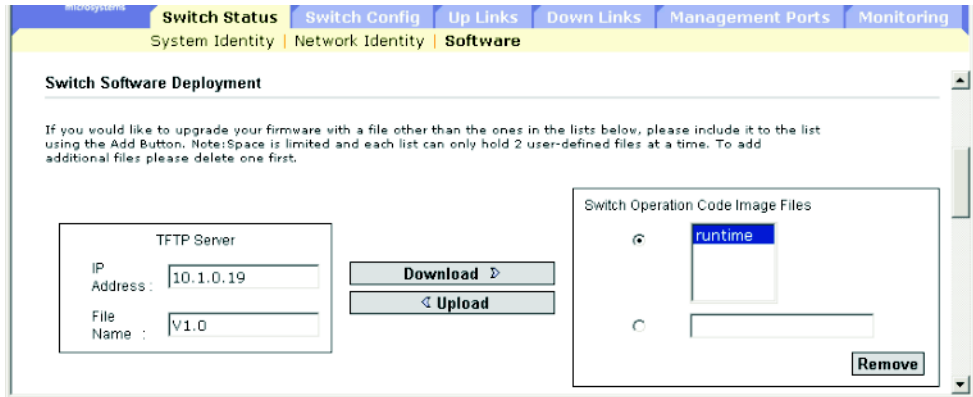 microsystems
Switch Status Switch Config Up Links Down Links Management Ports Monitoring
System Identity | Network Identity | Software
Switch Software Deployment
If you would like to upgrade your firmware with a file other than the ones in the lists below, please include it to the list
using the Add Button. Note:Space is limited and each list can only hold 2 user-defined files at a time. To add
additional files please delete one first.
TFTP Server
IP
Address : 10.1.0.19
File
Name : V1.0
Download
Upload
Switch Operation Code Image Files
runtime
Remove